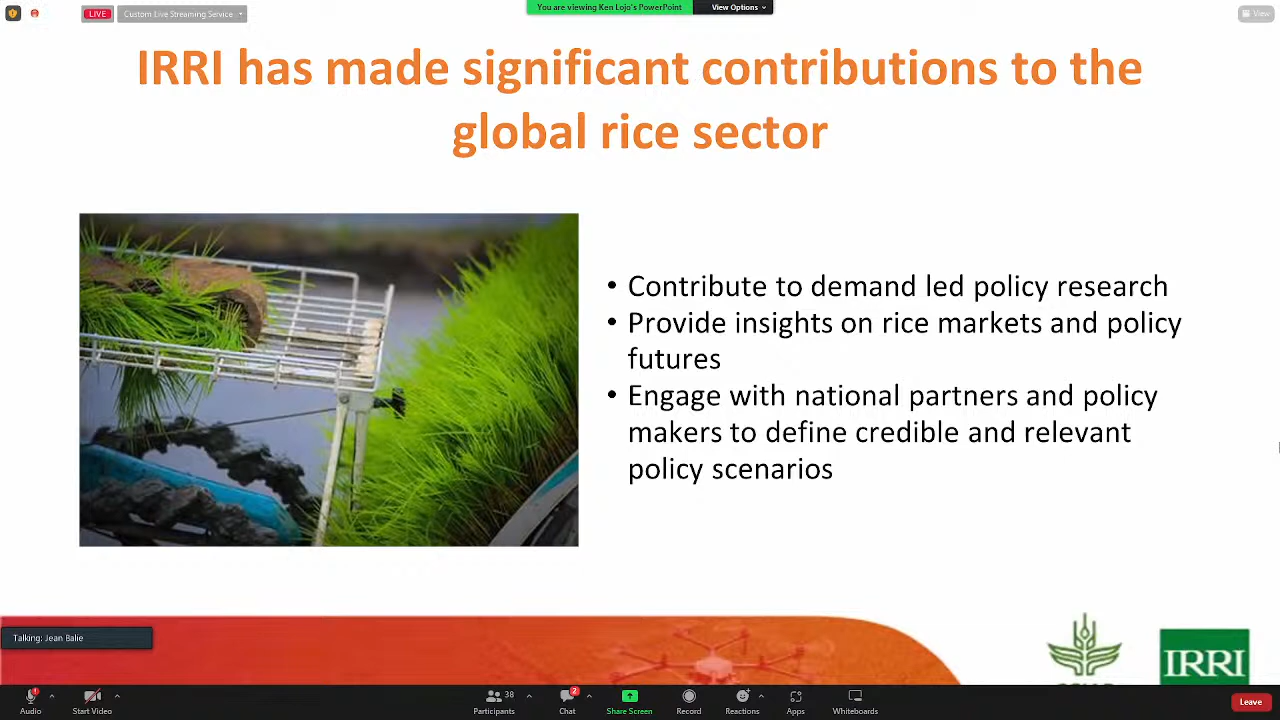 LIVE
Custom Live Streaming Service
You are viewing Ken Lojo's PowerPoint
View Options
View
IRRI has made significant contributions to the
global rice sector
• Contribute to demand led policy research
• Provide insights on rice markets and policy
futures
• Engage with national partners and policy
makers to define credible and relevant
policy scenarios
Talking: Jean Balie
IRRI
Audio
Start Video
38
Participants
2
Chat
Share Screen
Record
Reactions
Apps
Whiteboards
Leave